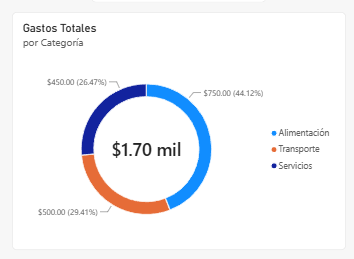 Gastos Totales
por Categoría
$450.00 (26.47%)
$750.00 (44.12%)
$1.70 mil
Alimentación
Transporte
Servicios
$500.00 (29.41%)